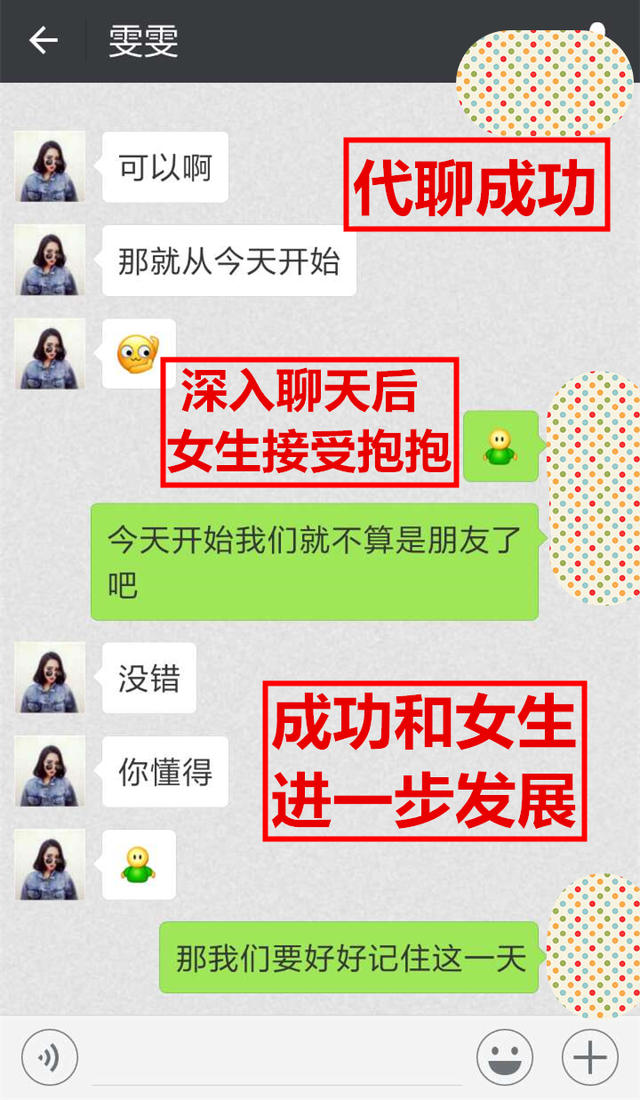 雯雯
可以啊
代聊成功
那就从今天开始
深入聊天后
女生接受抱抱
今天开始我们就不算是朋友了
吧
没错
成功和女生
进一步发展
你懂得
那我们要好好记住这一天